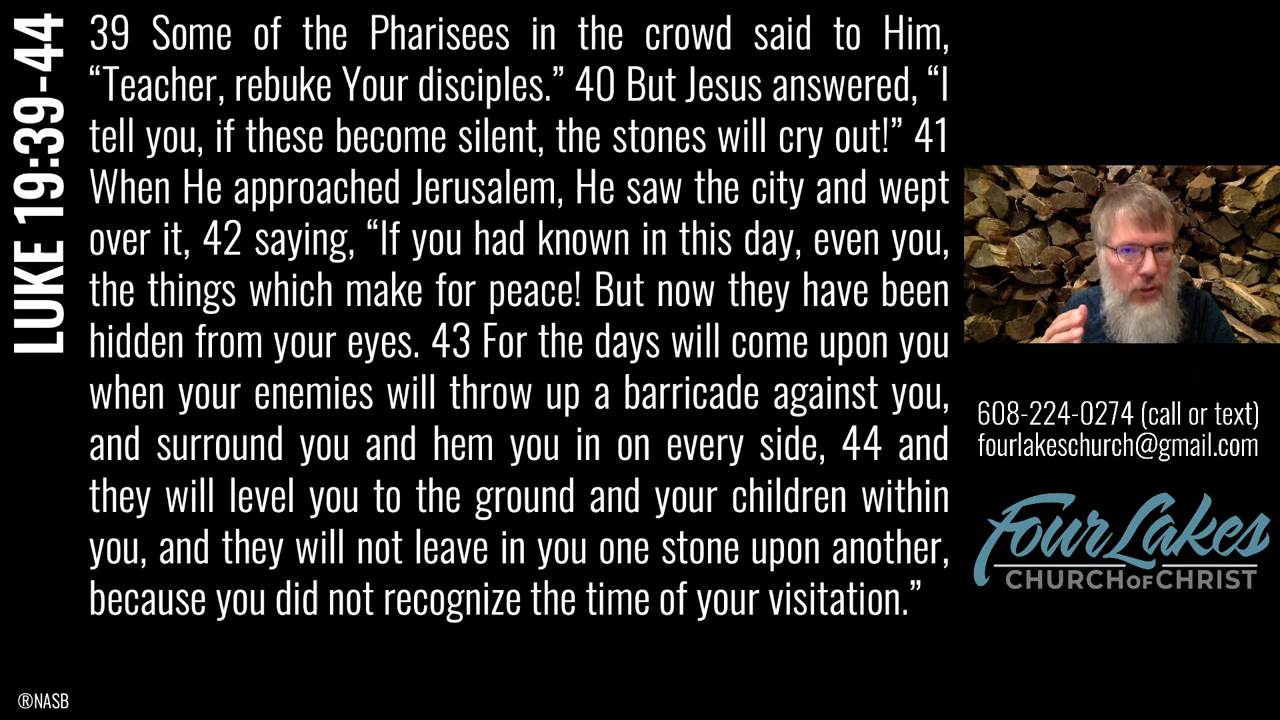 LUKE 19:39-44
39 Some of the Pharisees in the crowd said to Him,
“Teacher, rebuke Your disciples.” 40 But Jesus answered, “I
tell you, if these become silent, the stones will cry out!” 41
When He approached Jerusalem, He saw the city and wept
over it, 42 saying, “If you had known in this day, even you,
the things which make for peace! But now they have been
hidden from your eyes. 43 For the days will come upon you
when your enemies will throw up a barricade against you,
and surround you and hem you in on every side, 44 and
they will level you to the ground and your children within
you, and they will not leave in you one stone upon another,
because you did not recognize the time of your visitation.”
608-224-0274 (call or text)
fourlakeschurch@gmail.com
Four Lakes
CHURCH OF CHRIST
®NASB